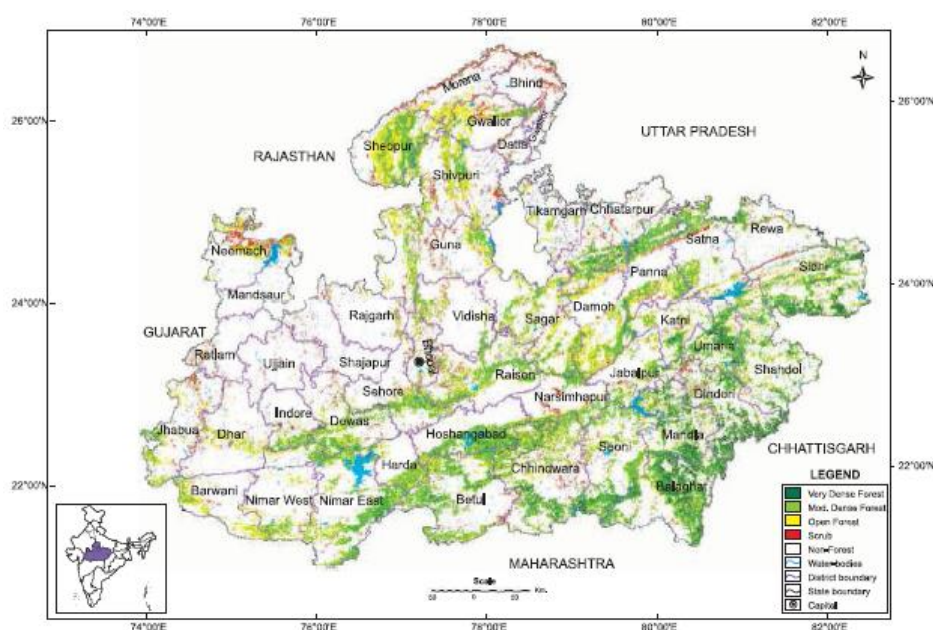 74°00'E 76°00'E 78°00'E 80°00'E 82°00'E
N
26°00'N
26°00'N
24°00'N
24°00'N
22°00'N
22°00'N
RAJASTHAN
UTTAR PRADESH
GUJARAT
CHHATTISGARH
MAHARASHTRA
Morena
Bhind
Gwalior
Sheopur
Datia
Shivpuri
Tikamgarh
Chhatarpur
Rewa
Satna
Guna
Neemach
Panna
Sidhi
Mandsaur
Rajgarh
Vidisha
Sagar
Damoh
Katni
Ratlam
Ujjain
Shajapur
Bhopal
Umaria
Shahdol
Sehore
Raisen
Jabalpur
Dindori
Narsimhapur
Indore
Dewas
Jhabua
Dhar
Hoshangabad
Seoni
Mandla
Harda
Chhindwara
Balaghat
Barwani
Nimar West
Nimar East
Betul
LEGEND
Very Dense Forest
Mod. Dense Forest
Open Forest
Scrub
Non-Forest
Water-bodies
District boundary
State boundary
Capital
Scale
Km.
74°00'E 76°00'E 78°00'E 80°00'E 82°00'E